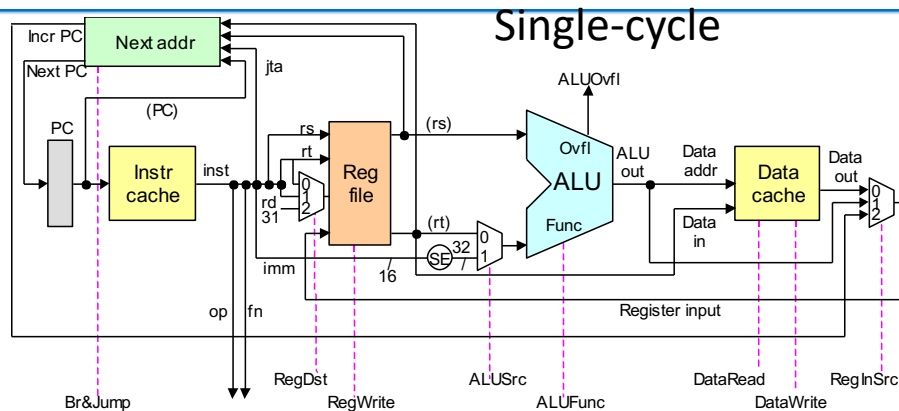 Single-cycle
Incr PC
Next addr
Next PC
jta
(PC)
ALUOvfl
PC
Instr
cache
inst
rs
rt
0
1
2
rd
31
Reg
file
(rs)
(rt)
Ovfl
ALU
Func
ALU
out
Data
addr
Data
cache
Data
out
0
1
2
Data
in
0
1
imm
16
SE
32
op
fn
Register input
RegDst
ALUSrc
DataRead
RegInSrc
Br&Jump
RegWrite
ALUFunc
DataWrite